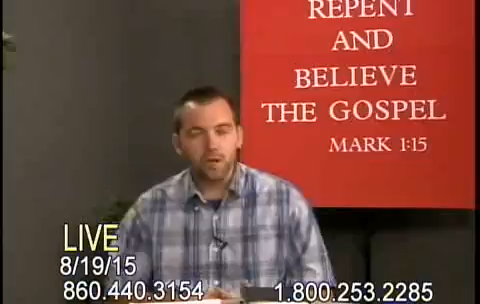 REPENT
AND
BELIEVE
THE GOSPEL
MARK 1:15
LIVE
8/19/15
860.440.3154 1.800.253.2285